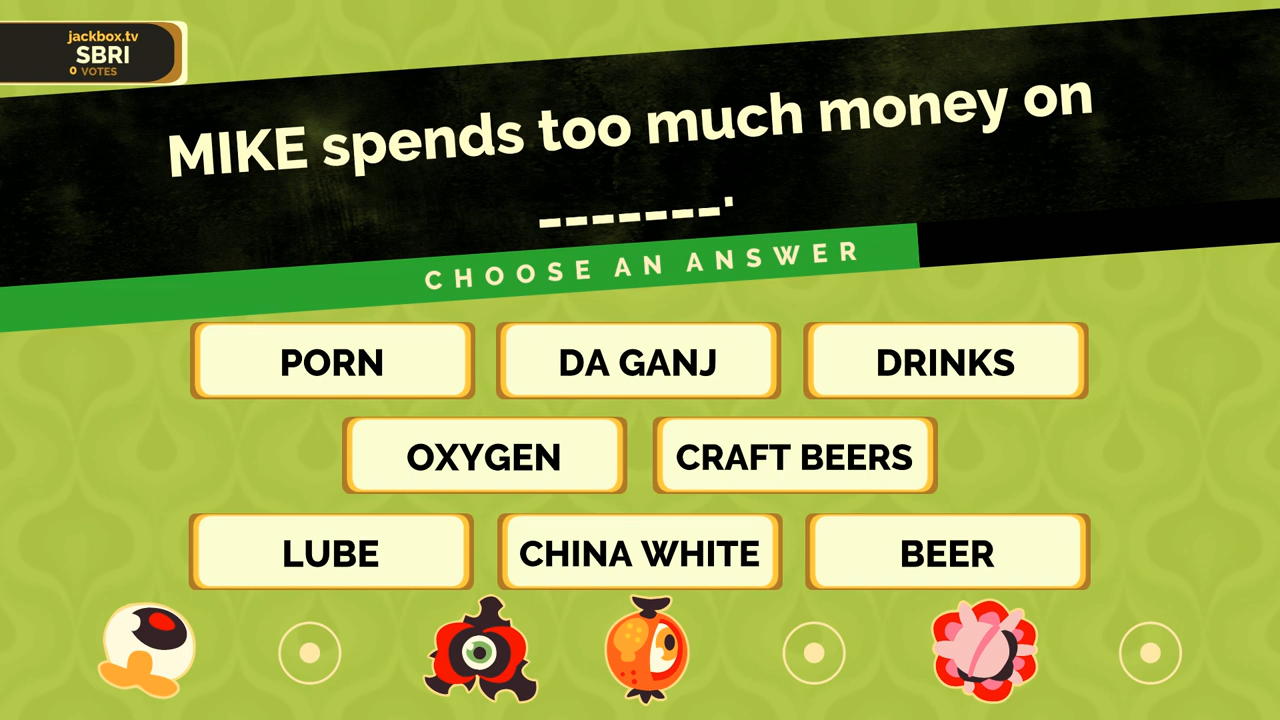 jackbox.tv
SBRI
0 VOTES
MIKE spends too much money on
_______.
CHOOSE AN ANSWER
PORN
DA GANJ
DRINKS
OXYGEN
CRAFT BEERS
LUBE
CHINA WHITE
BEER